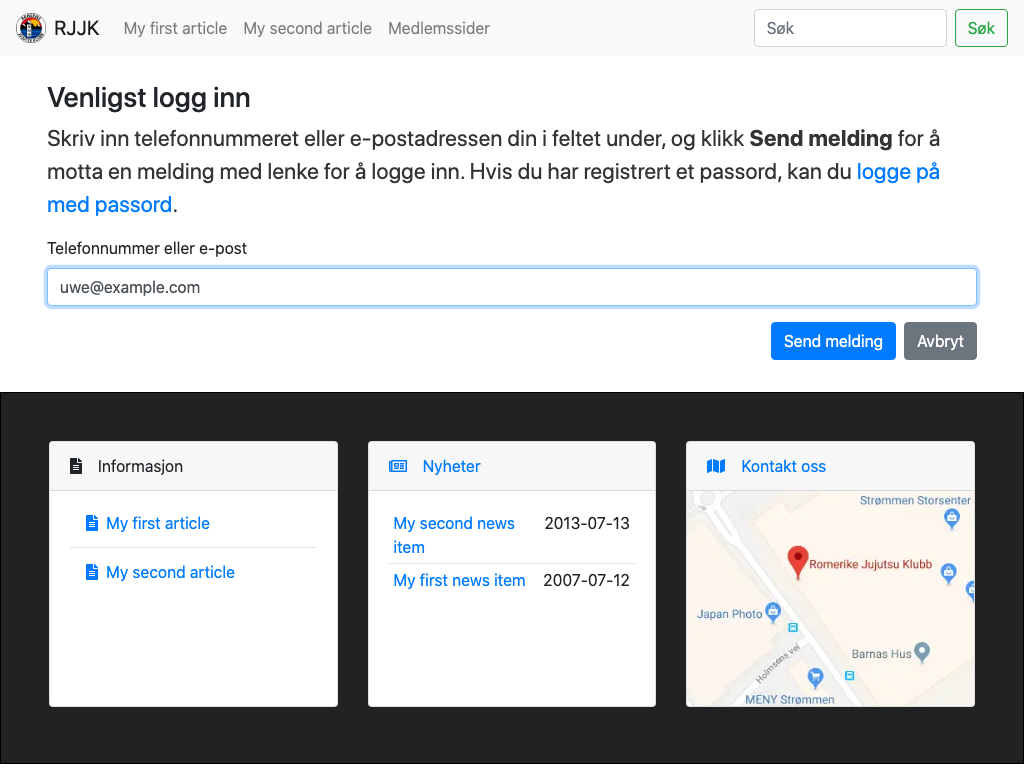 RJJK My first article My second article Medlemssider Søk Søk
Venligst logg inn
Skriv inn telefonnummeret eller e-postadressen din i feltet under, og klikk Send melding for å
motta en melding med lenke for å logge inn. Hvis du har registrert et passord, kan du logge på
med passord.
Telefonnummer eller e-post
uwe@example.com
Send melding Avbryt
Informasjon
My first article
My second article
Nyheter
My second news item 2013-07-13
My first news item 2007-07-12
Kontakt oss
Strømmen Storsenter
Romerike Jujutsu Klubb
Japan Photo
Barnas Hus
Holmsens vei
MENY Strømmen